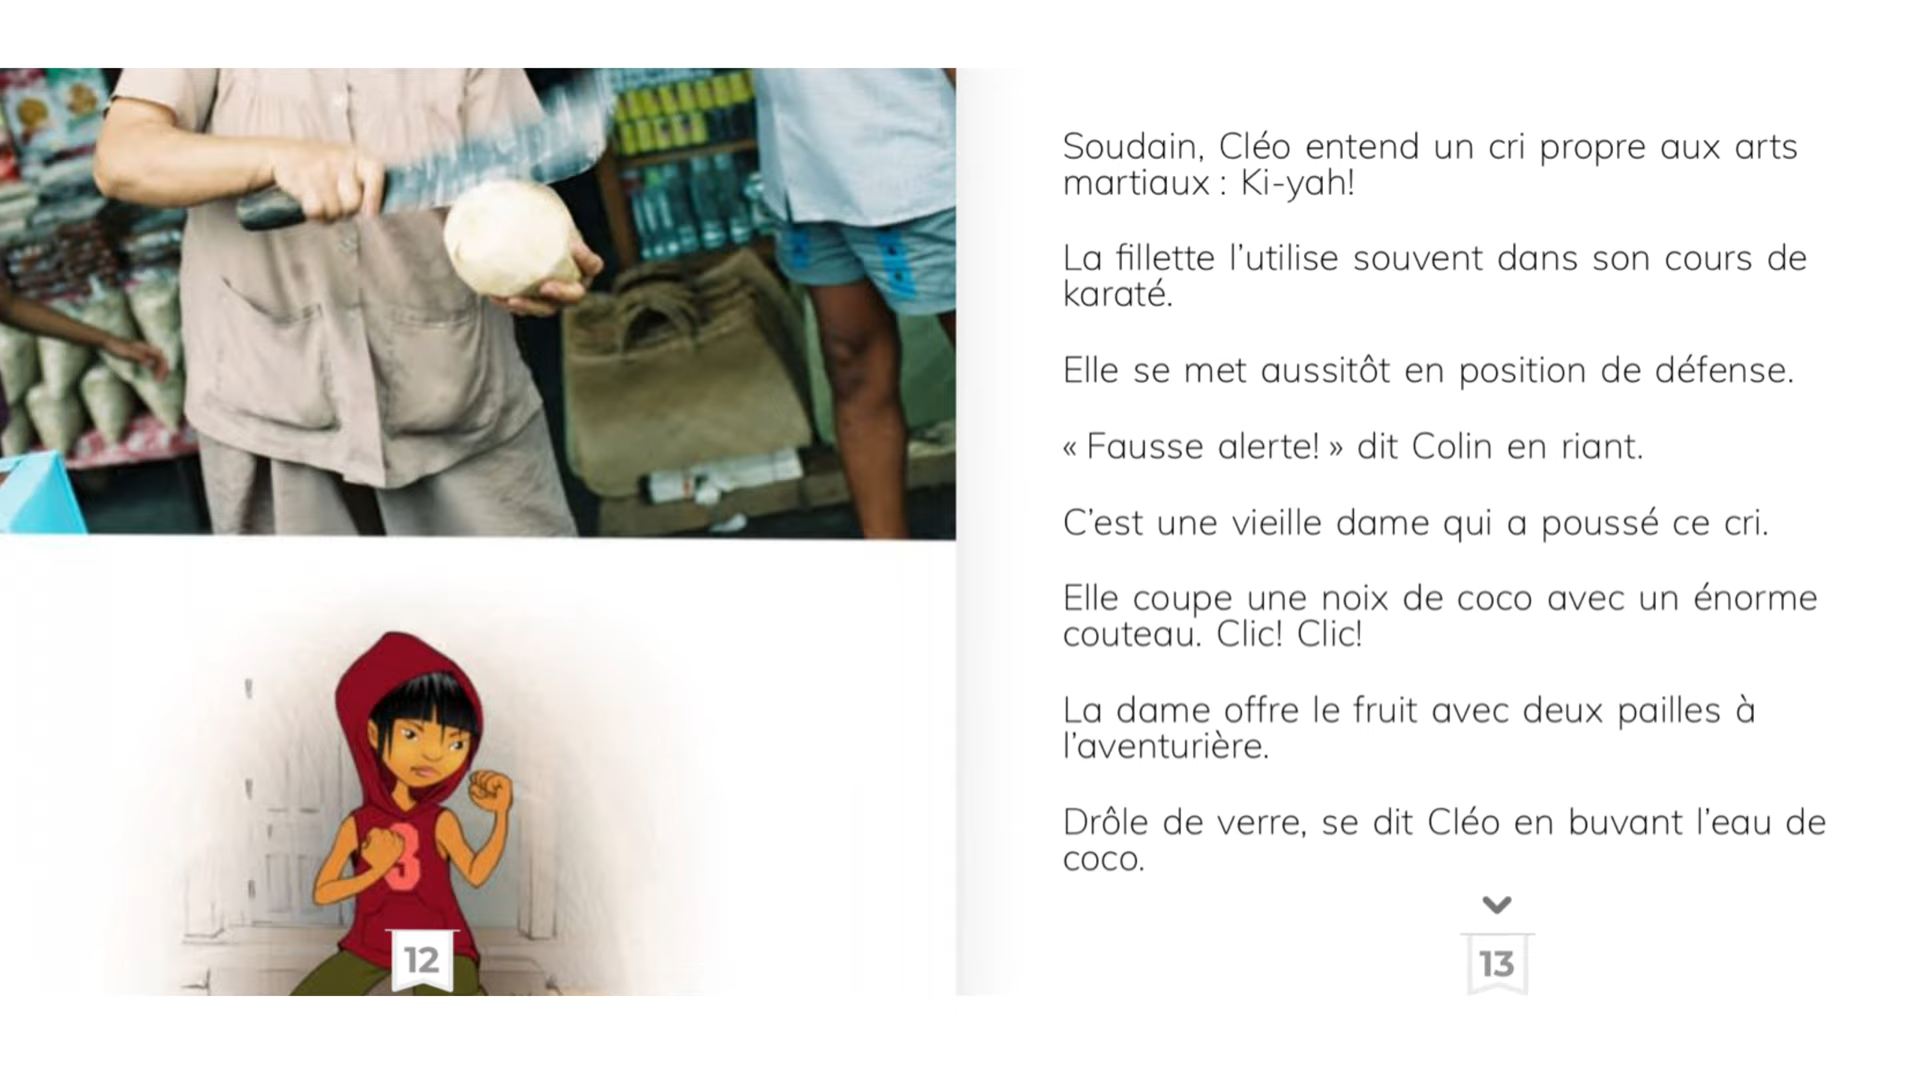 Soudain, Cléo entend un cri propre aux arts
martiaux : Ki-yah!
La fillette l’utilise souvent dans son cours de
karaté.
Elle se met aussitôt en position de défense.
« Fausse alerte! » dit Colin en riant.
C’est une vieille dame qui a poussé ce cri.
Elle coupe une noix de coco avec un énorme
couteau. Clic! Clic!
La dame offre le fruit avec deux pailles à
l’aventurière.
Drôle de verre, se dit Cléo en buvant l’eau de
coco.
3
12
13